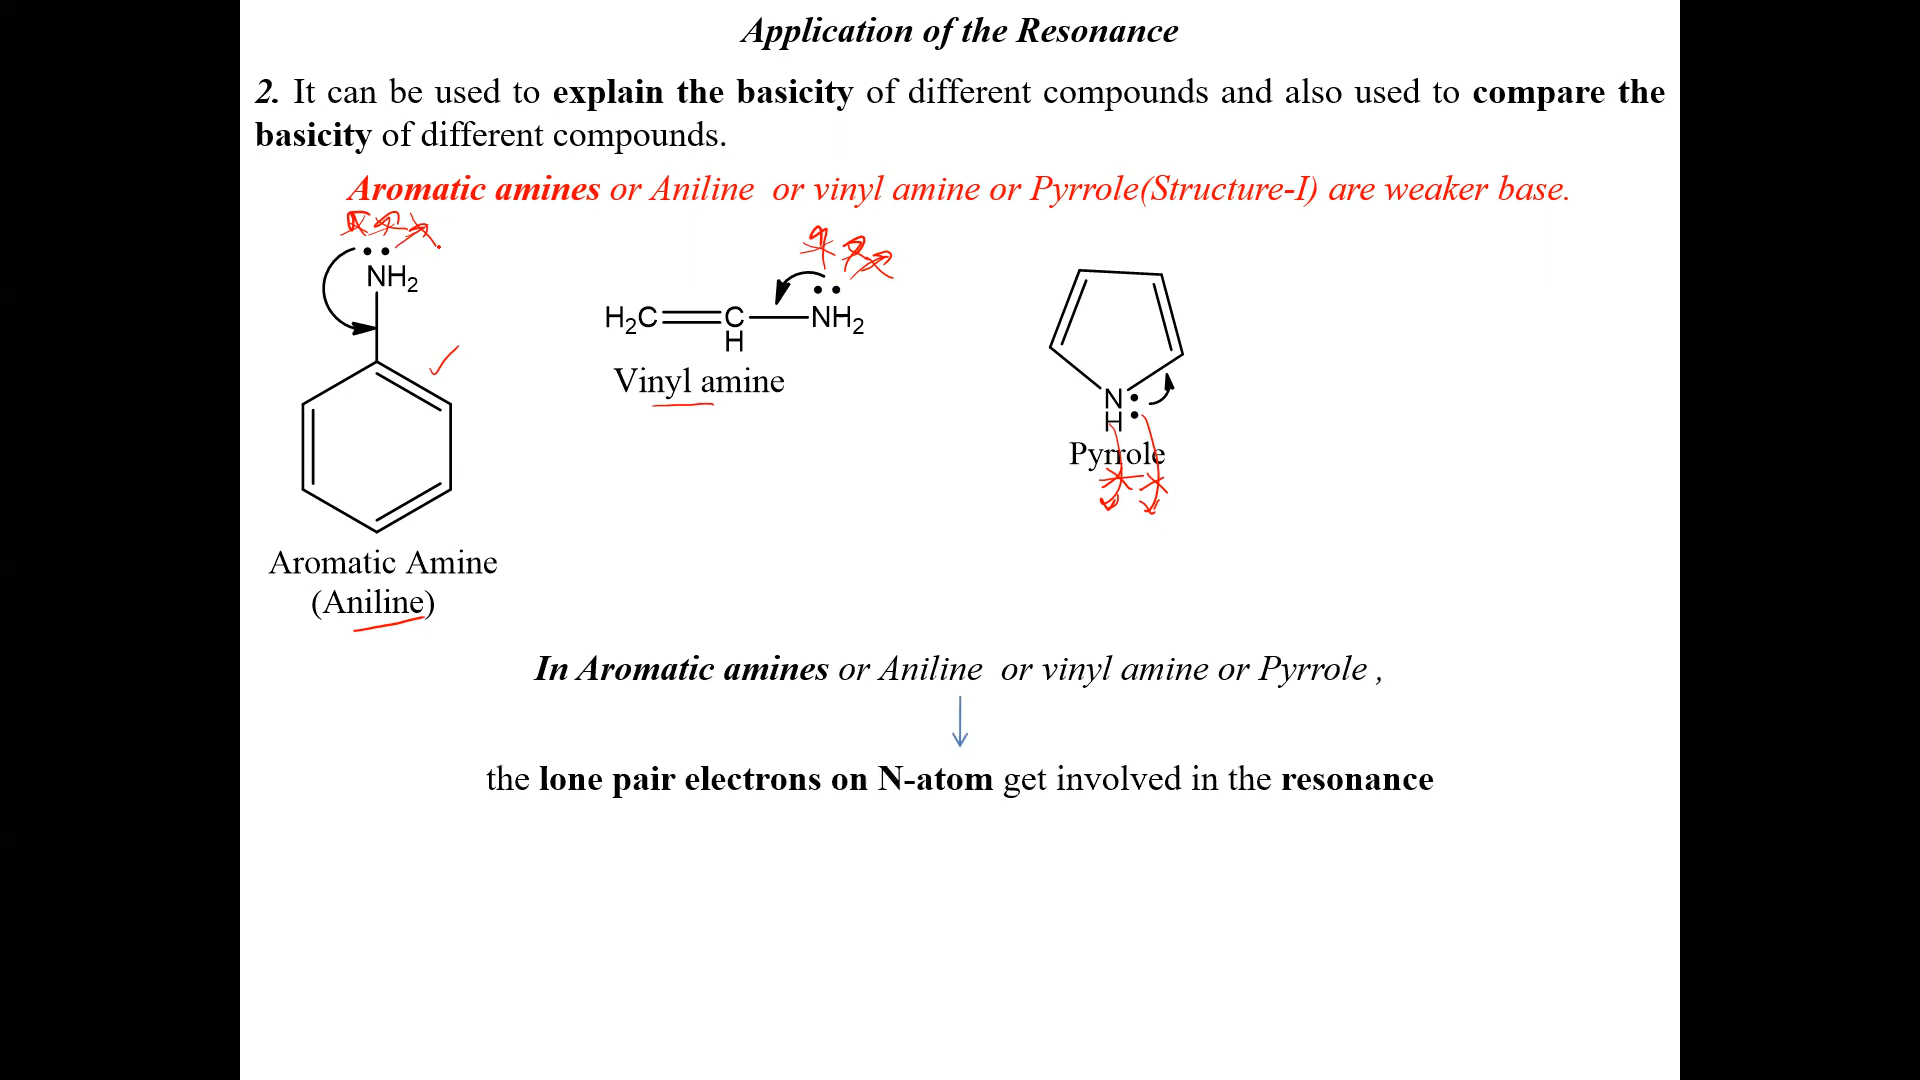 Application of the Resonance
2. It can be used to explain the basicity of different compounds and also used to compare the
basicity of different compounds.
Aromatic amines or Aniline or vinyl amine or Pyrrole(Structure-I) are weaker base.
NH2
H2C C NH2
H
Vinyl amine
N
H
Pyrrole
Aromatic Amine
(Aniline)
In Aromatic amines or Aniline or vinyl amine or Pyrrole ,
the lone pair electrons on N-atom get involved in the resonance